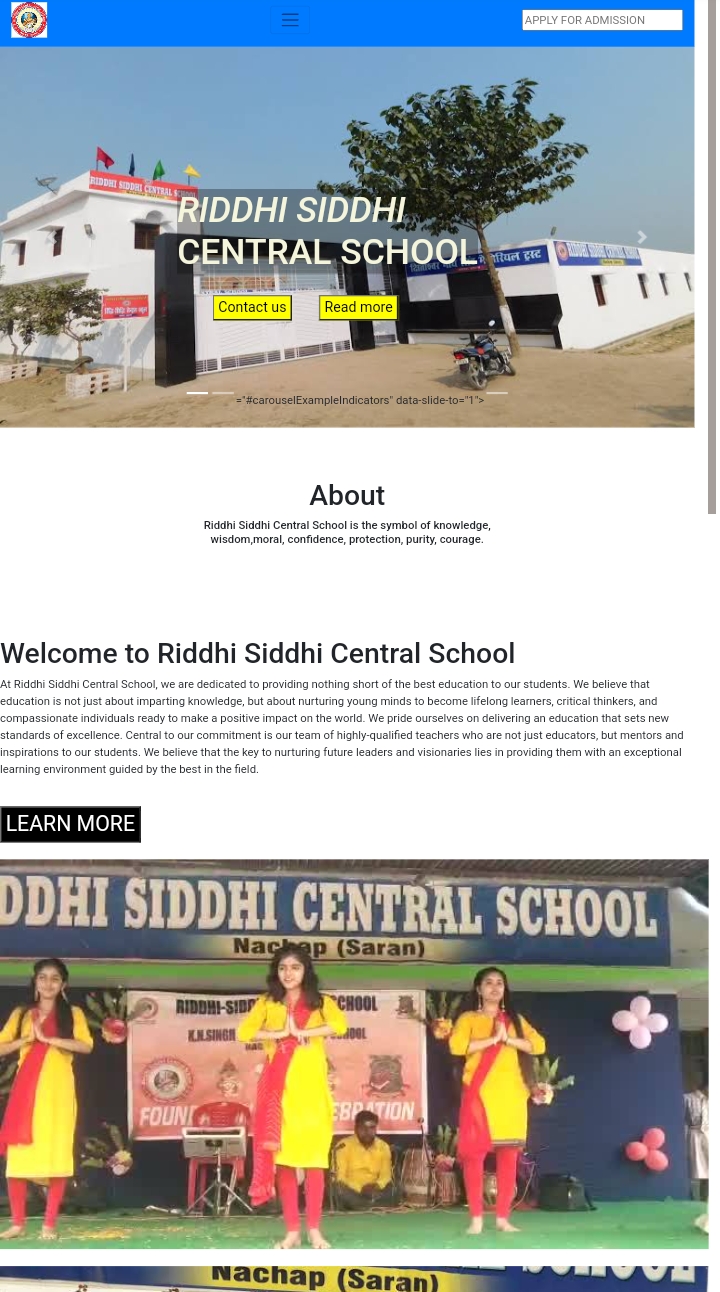 APPLY FOR ADMISSION
RIDDHI SIDDHI CENTRAL SCHOOL
RIDDHI SIDDHI
CENTRAL SCHOOL
Contact us
Read more
="#carouselExampleIndicators" data-slide-to="1">
About
Riddhi Siddhi Central School is the symbol of knowledge,
wisdom,moral, confidence, protection, purity, courage.
Welcome to Riddhi Siddhi Central School
At Riddhi Siddhi Central School, we are dedicated to providing nothing short of the best education to our students. We believe that
education is not just about imparting knowledge, but about nurturing young minds to become lifelong learners, critical thinkers, and
compassionate individuals ready to make a positive impact on the world. We pride ourselves on delivering an education that sets new
standards of excellence. Central to our commitment is our team of highly-qualified teachers who are not just educators, but mentors and
inspirations to our students. We believe that the key to nurturing future leaders and visionaries lies in providing them with an exceptional
learning environment guided by the best in the field.
LEARN MORE
DDHI SIDDHI CENTRAL SCHOOL
Nachap (Saran)
RIDDHI-SIDD SCHOOL
K.N.SINGH
FOUN EBRATION
Nachap (Saran)